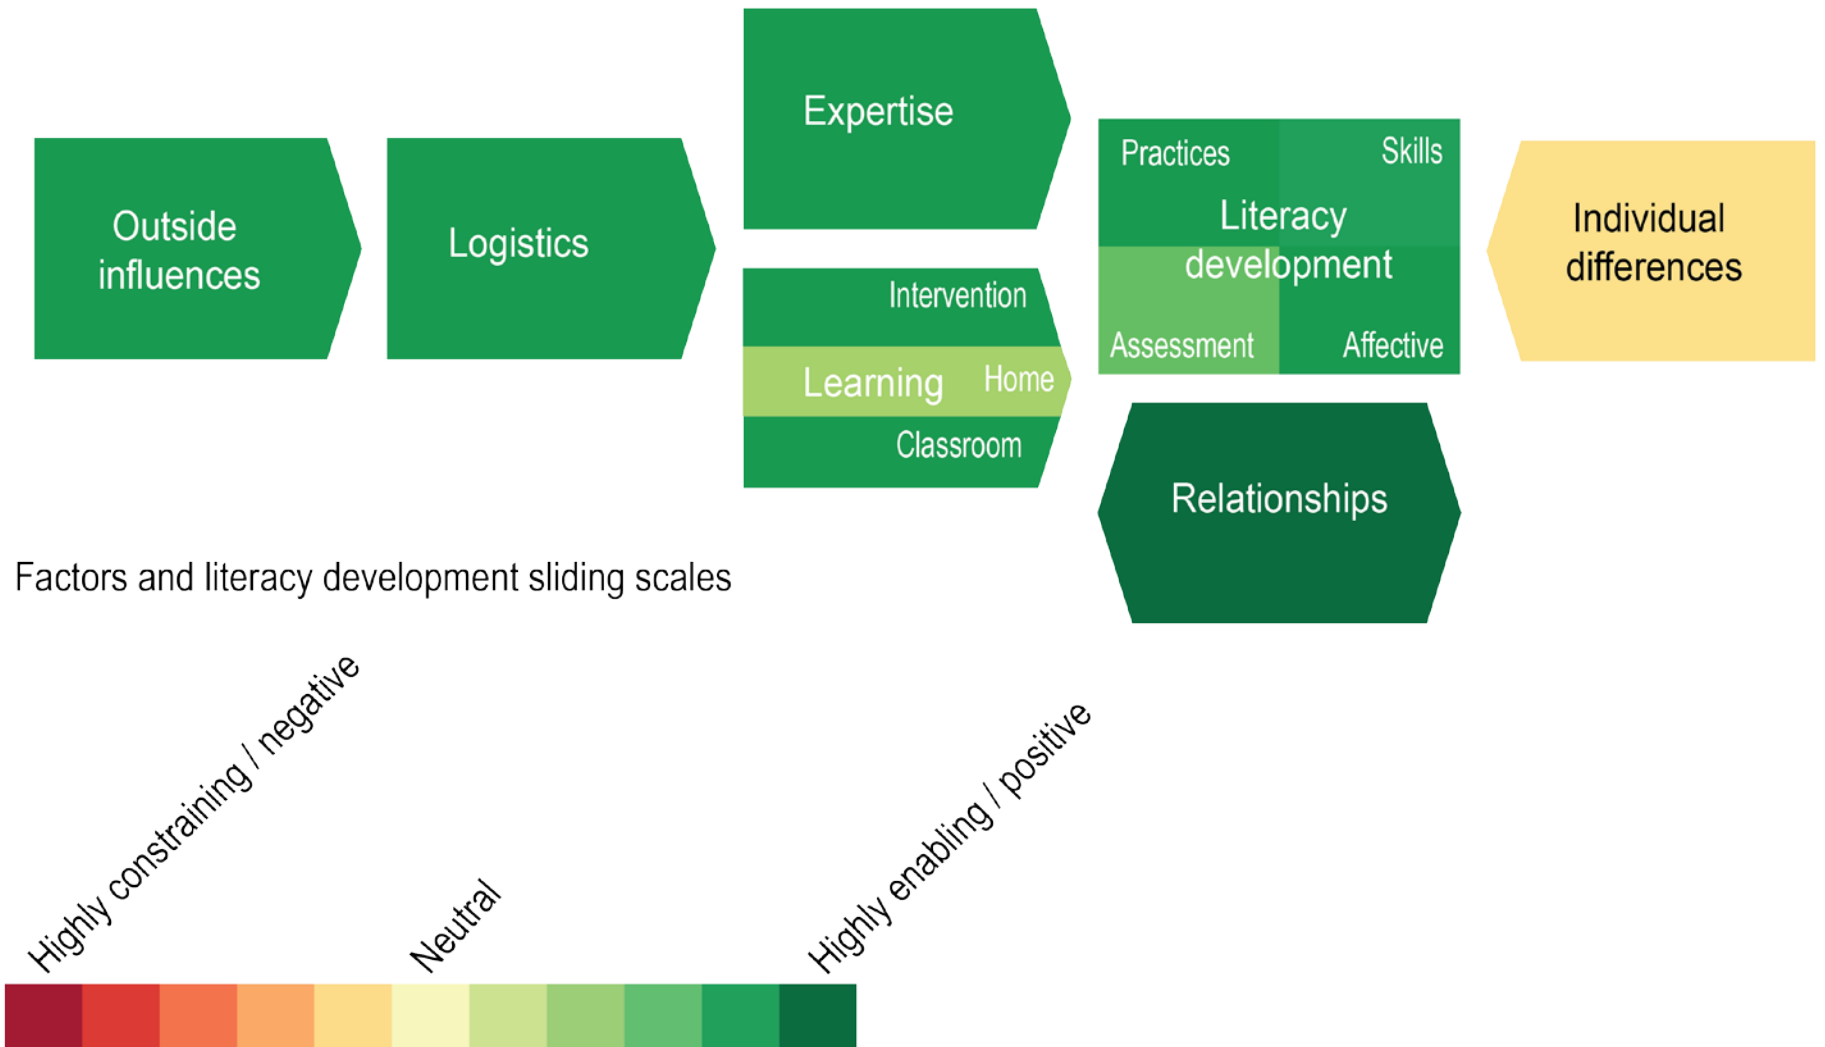 Outside
influences
Logistics
Expertise
Intervention
Learning Home
Classroom
Practices Skills
Literacy
development
Assessment Affective
Relationships
Individual
differences
Factors and literacy development sliding scales
Highly constraining / negative
Neutral
Highly enabling / positive